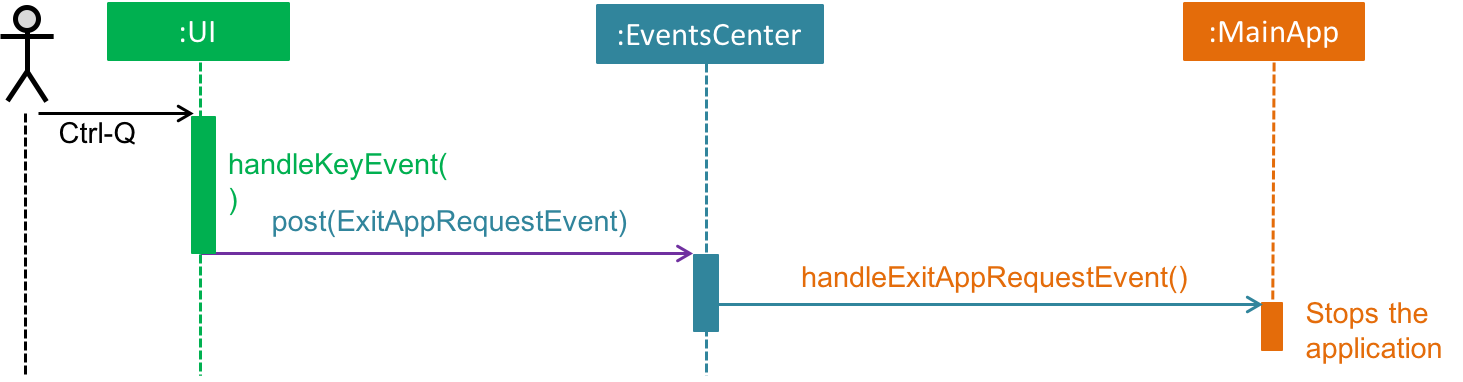 :UI
:EventsCenter
:MainApp
Ctrl-Q
handleKeyEvent(
)
post(ExitAppRequestEvent)
handleExitAppRequestEvent()
Stops the
application